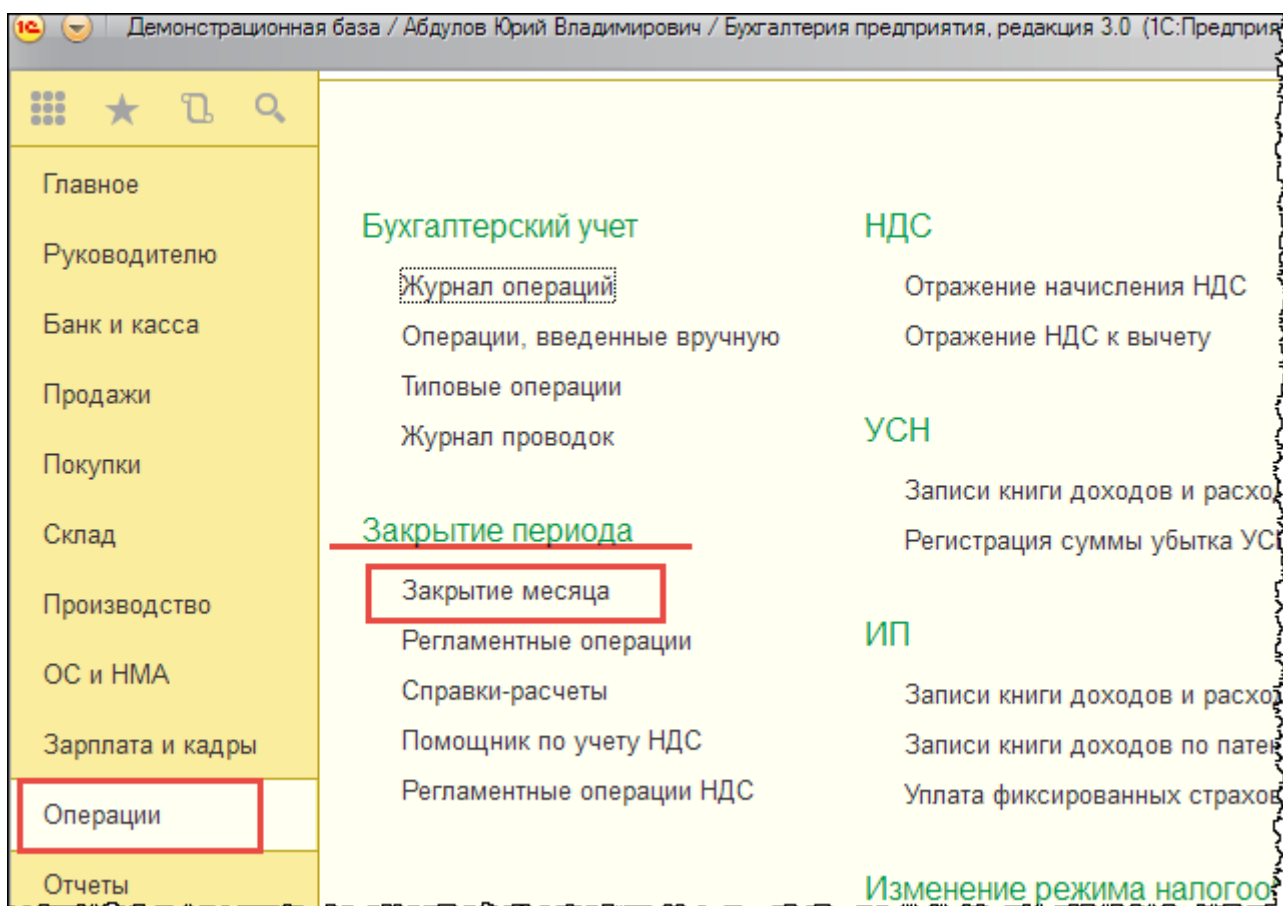 1С Демонстрационная база / Абдулов Юрий Владимирович / Бухгалтерия предприятия, редакция 3.0 (1С:Предприя
Главное
Руководителю
Банк и касса
Продажи
Покупки
Склад
Производство
ОС и НМА
Зарплата и кадры
Операции
Отчеты
Бухгалтерский учет
Журнал операций
Операции, введенные вручную
Типовые операции
Журнал проводок
Закрытие периода
Закрытие месяца
Регламентные операции
Справки-расчеты
Помощник по учету НДС
Регламентные операции НДС
НДС
Отражение начисления НДС
Отражение НДС к вычету
УСН
Записи книги доходов и расхо
Регистрация суммы убытка УС
ИП
Записи книги доходов и расхо
Записи книги доходов по пате
Уплата фиксированных страхов
Изменение режима налогоо